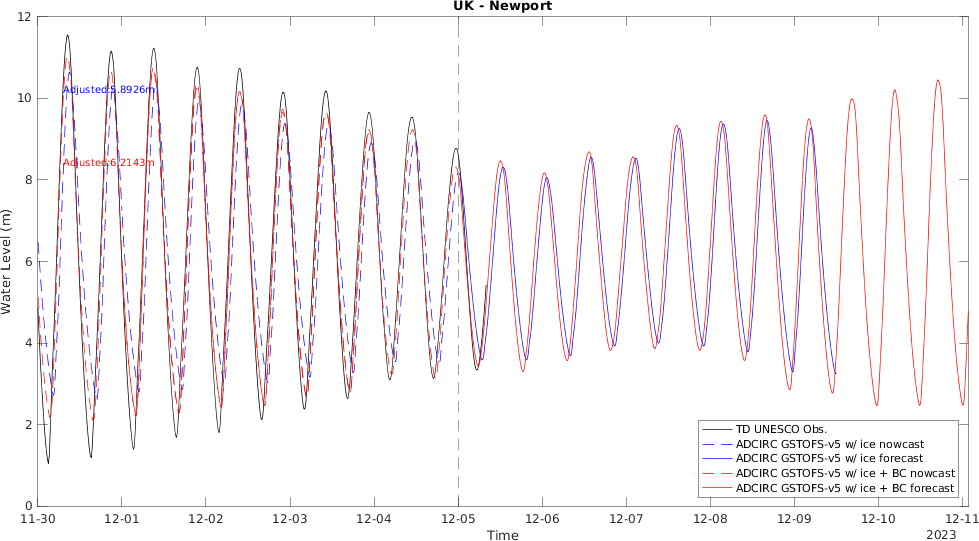 UK - Newport
12
10
8
6
4
2
0
Water Level (m)
Adjusted:5.8926m
Adjusted:6.2143m
TD UNESCO Obs.
ADCIRC GSTOFS-v5 w/ ice nowcast
ADCIRC GSTOFS-v5 w/ ice forecast
ADCIRC GSTOFS-v5 w/ ice + BC nowcast
ADCIRC GSTOFS-v5 w/ ice + BC forecast
11-30 12-01 12-02 12-03 12-04 12-05 12-06 12-07 12-08 12-09 12-10 12-11
Time
2023